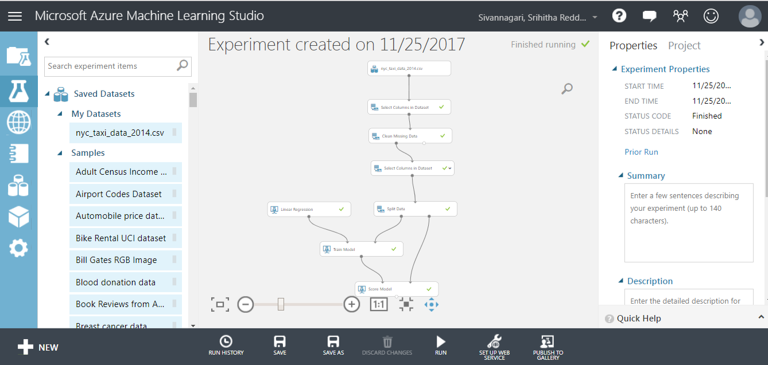 Microsoft Azure Machine Learning Studio
Sivannagari, Srihitha Redd...
Search experiment items
Saved Datasets
My Datasets
nyc_taxi_data_2014.csv
Samples
Adult Census Income ...
Airport Codes Dataset
Automobile price dat...
Bike Rental UCI dataset
Bill Gates RGB Image
Blood donation data
Book Reviews from A...
Breast cancer data
Experiment created on 11/25/2017
Finished running
nyc_taxi_data_2014.csv
Select Columns in Dataset
Clean Missing Data
Select Columns in Dataset
Linear Regression
Split Data
Train Model
Score Model
1:1
Properties Project
Experiment Properties
START TIME 11/25/20...
END TIME 11/25/20...
STATUS CODE Finished
STATUS DETAILS None
Prior Run
Summary
Enter a few sentences describing
your experiment (up to 140
characters).
Description
Enter the detailed description for
Quick Help
NEW
RUN HISTORY
SAVE
SAVE AS
DISCARD CHANGES
RUN
SET UP WEB
SERVICE
PUBLISH TO
GALLERY